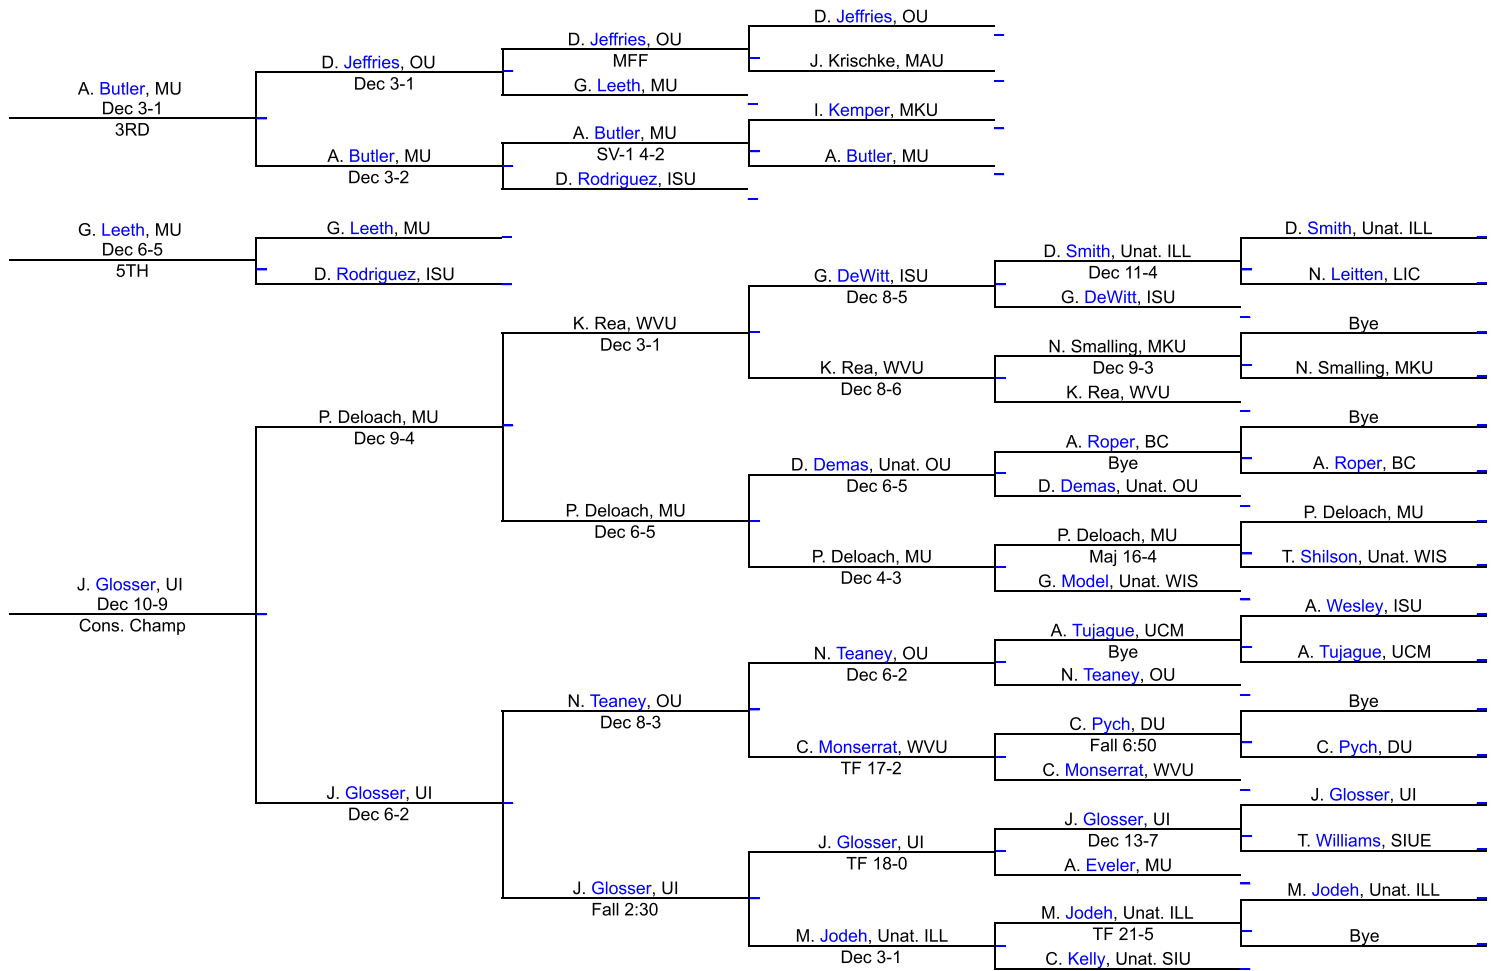 D. Jeffries, OU
D. Jeffries, OU
MFF
J. Krischke, MAU
D. Jeffries, OU
Dec 3-1
G. Leeth, MU
A. Butler, MU
Dec 3-1
3RD
I. Kemper, MKU
A. Butler, MU
SV-1 4-2
A. Butler, MU
Dec 3-2
A. Butler, MU
D. Rodriguez, ISU
G. Leeth, MU
Dec 6-5
5TH
G. Leeth, MU
D. Rodriguez, ISU
D. Smith, Unat. ILL
D. Smith, Unat. ILL
Dec 11-4
N. Leitten, LIC
G. DeWitt, ISU
Dec 8-5
G. DeWitt, ISU
K. Rea, WVU
Dec 3-1
Bye
N. Smalling, MKU
Dec 9-3
N. Smalling, MKU
K. Rea, WVU
Dec 8-6
K. Rea, WVU
P. Deloach, MU
Dec 9-4
Bye
A. Roper, BC
Bye
A. Roper, BC
D. Demas, Unat. OU
Dec 6-5
D. Demas, Unat. OU
P. Deloach, MU
Dec 6-5
P. Deloach, MU
P. Deloach, MU
Maj 16-4
T. Shilson, Unat. WIS
P. Deloach, MU
Dec 4-3
G. Model, Unat. WIS
J. Glosser, UI
Dec 10-9
Cons. Champ
A. Wesley, ISU
A. Tujague, UCM
Bye
A. Tujague, UCM
N. Teaney, OU
Dec 6-2
N. Teaney, OU
N. Teaney, OU
Dec 8-3
Bye
C. Pych, DU
Fall 6:50
C. Pych, DU
C. Monserrat, WVU
TF 17-2
C. Monserrat, WVU
J. Glosser, UI
Dec 6-2
J. Glosser, UI
J. Glosser, UI
Dec 13-7
T. Williams, SIUE
J. Glosser, UI
TF 18-0
A. Eveler, MU
J. Glosser, UI
Fall 2:30
M. Jodeh, Unat. ILL
M. Jodeh, Unat. ILL
TF 21-5
Bye
M. Jodeh, Unat. ILL
Dec 3-1
C. Kelly, Unat. SIU